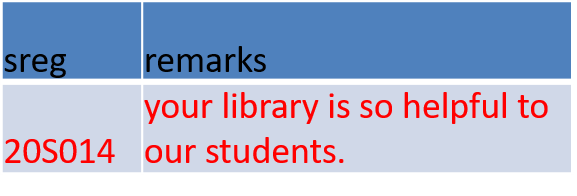 sreg remarks
your library is so helpful to
20S014 our students.